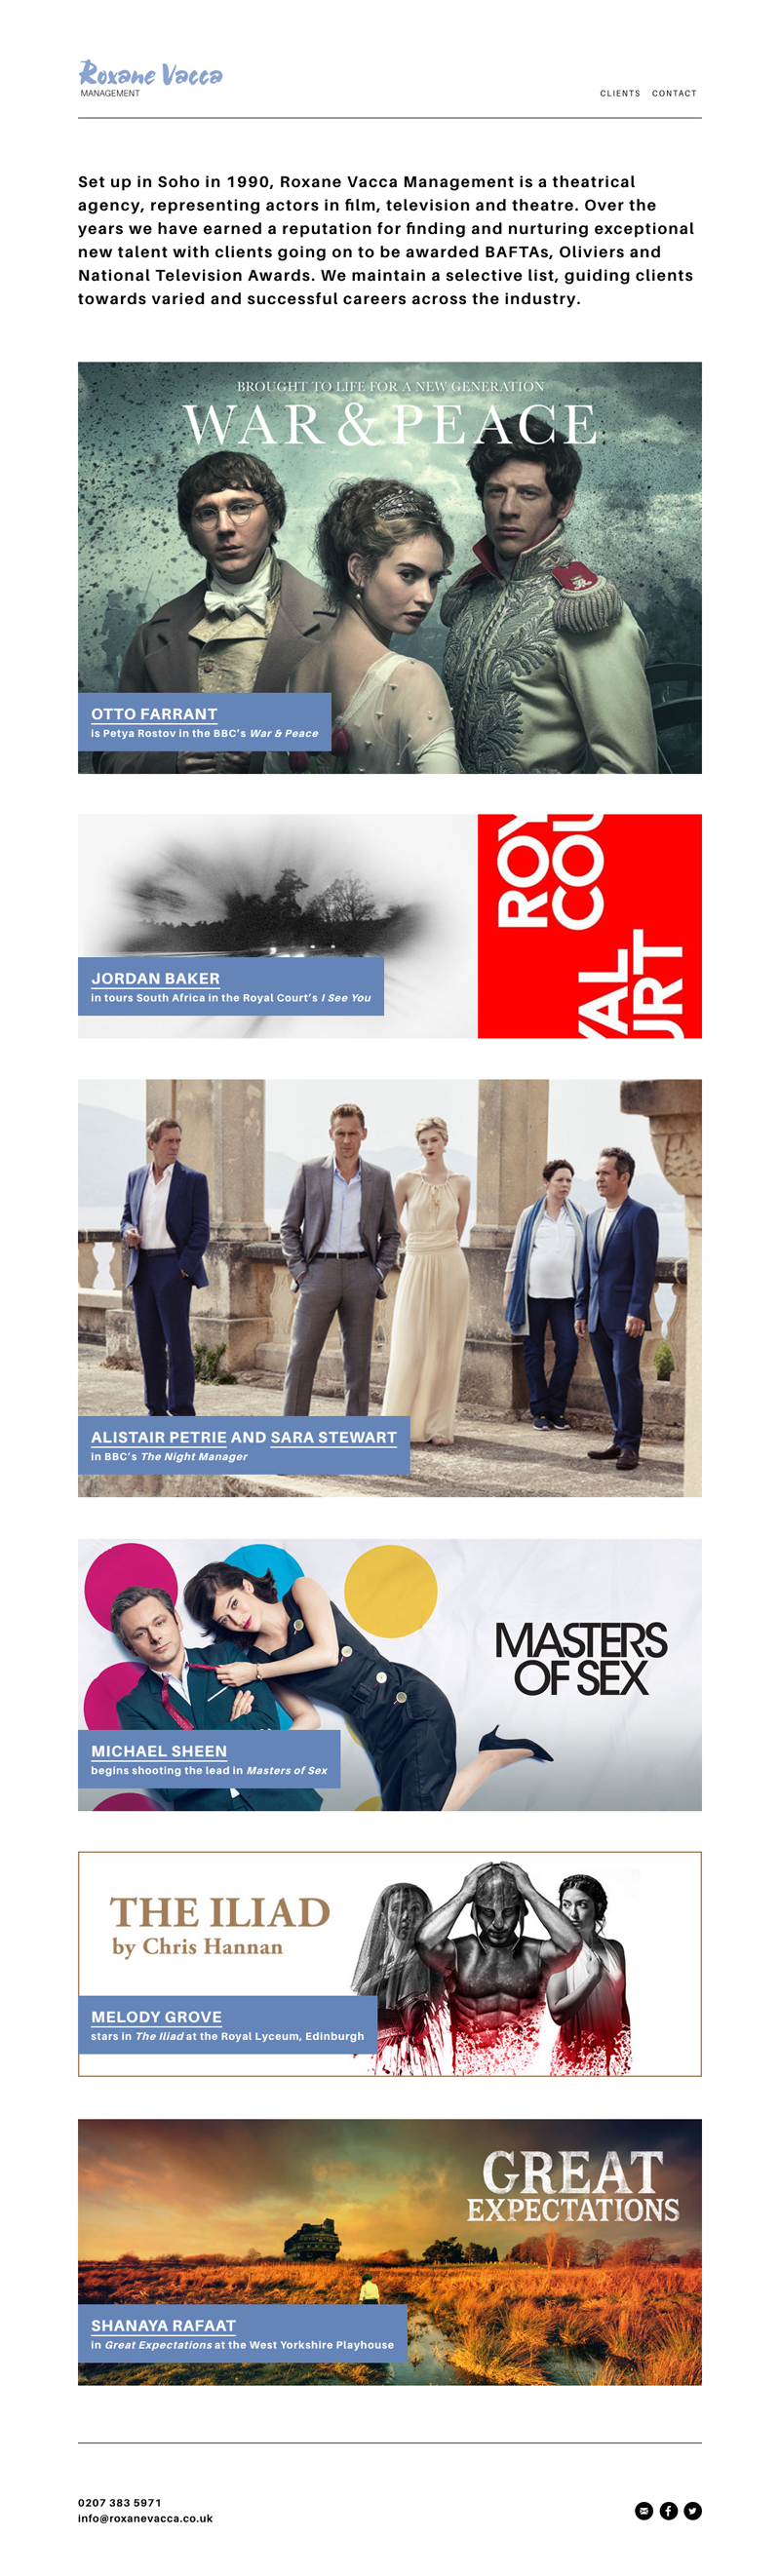 Roxane Vacca
MANAGEMENT
CLIENTS CONTACT
Set up in Soho in 1990, Roxane Vacca Management is a theatrical
agency, representing actors in film, television and theatre. Over the
years we have earned a reputation for finding and nurturing exceptional
new talent with clients going on to be awarded BAFTAs, Oliviers and
National Television Awards. We maintain a selective list, guiding clients
towards varied and successful careers across the industry.
BROUGHT TO LIFE FOR A NEW GENERATION
WAR & PEACE
OTTO FARRANT
is Petya Rostov in the BBC's War & Peace
ROY
COU
YAL
URT
JORDAN BAKER
in tours South Africa in the Royal Court's I See You
ALISTAIR PETRIE AND SARA STEWART
in BBC's The Night Manager
MASTERS
OF SEX
MICHAEL SHEEN
begins shooting the lead in Masters of Sex
THE ILIAD
by Chris Hannan
MELODY GROVE
stars in The Iliad at the Royal Lyceum, Edinburgh
GREAT
EXPECTATIONS
SHANAYA RAFAAT
in Great Expectations at the West Yorkshire Playhouse
0207 383 5971
info@roxanevacca.co.uk